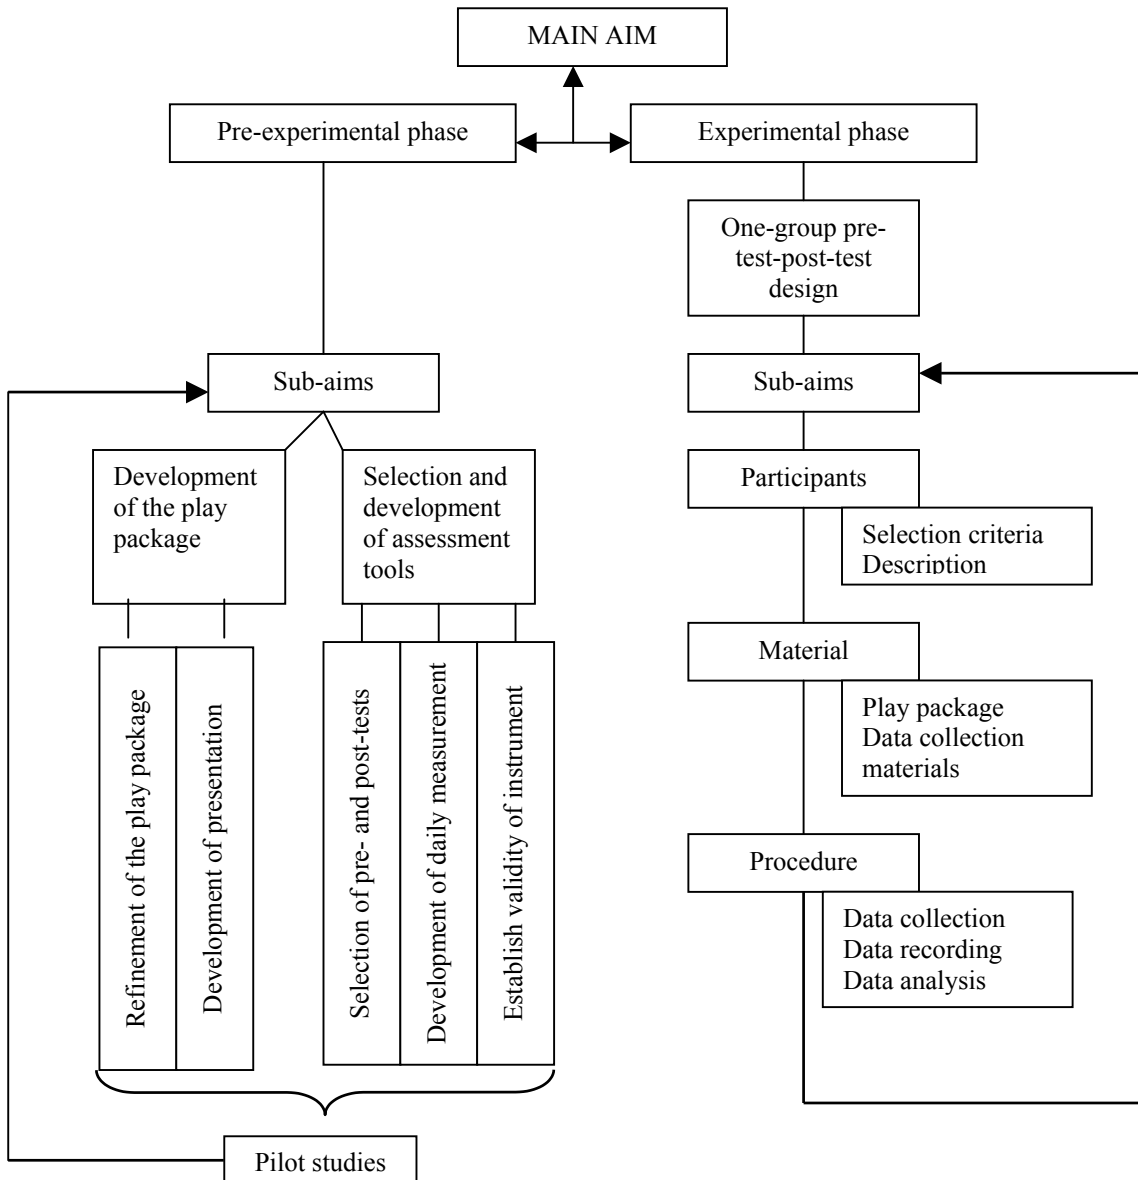 MAIN AIM
Pre-experimental phase
Experimental phase
One-group pre-
test-post-test
design
Sub-aims
Sub-aims
Development
of the play
package
Selection and
development
of assessment
tools
Participants
Selection criteria
Description
Material
Play package
Data collection
materials
Refinement of the play package
Development of presentation
Selection of pre- and post-tests
Development of daily measurement
Establish validity of instrument
Procedure
Data collection
Data recording
Data analysis
Pilot studies